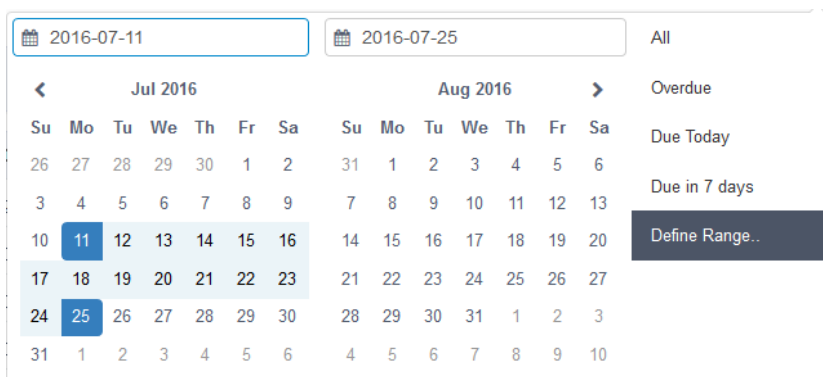 2016-07-11 2016-07-25 All
Jul 2016 Aug 2016 Overdue
Su Mo Tu We Th Fr Sa Su Mo Tu We Th Fr Sa
Due Today
26 27 28 29 30 1 2 31 1 2 3 4 5 6
Due in 7 days
3 4 5 6 7 8 9 7 8 9 10 11 12 13
10 11 12 13 14 15 16 14 15 16 17 18 19 20 Define Range..
17 18 19 20 21 22 23 21 22 23 24 25 26 27
24 25 26 27 28 29 30 28 29 30 31 1 2 3
31 1 2 3 4 5 6 4 5 6 7 8 9 10